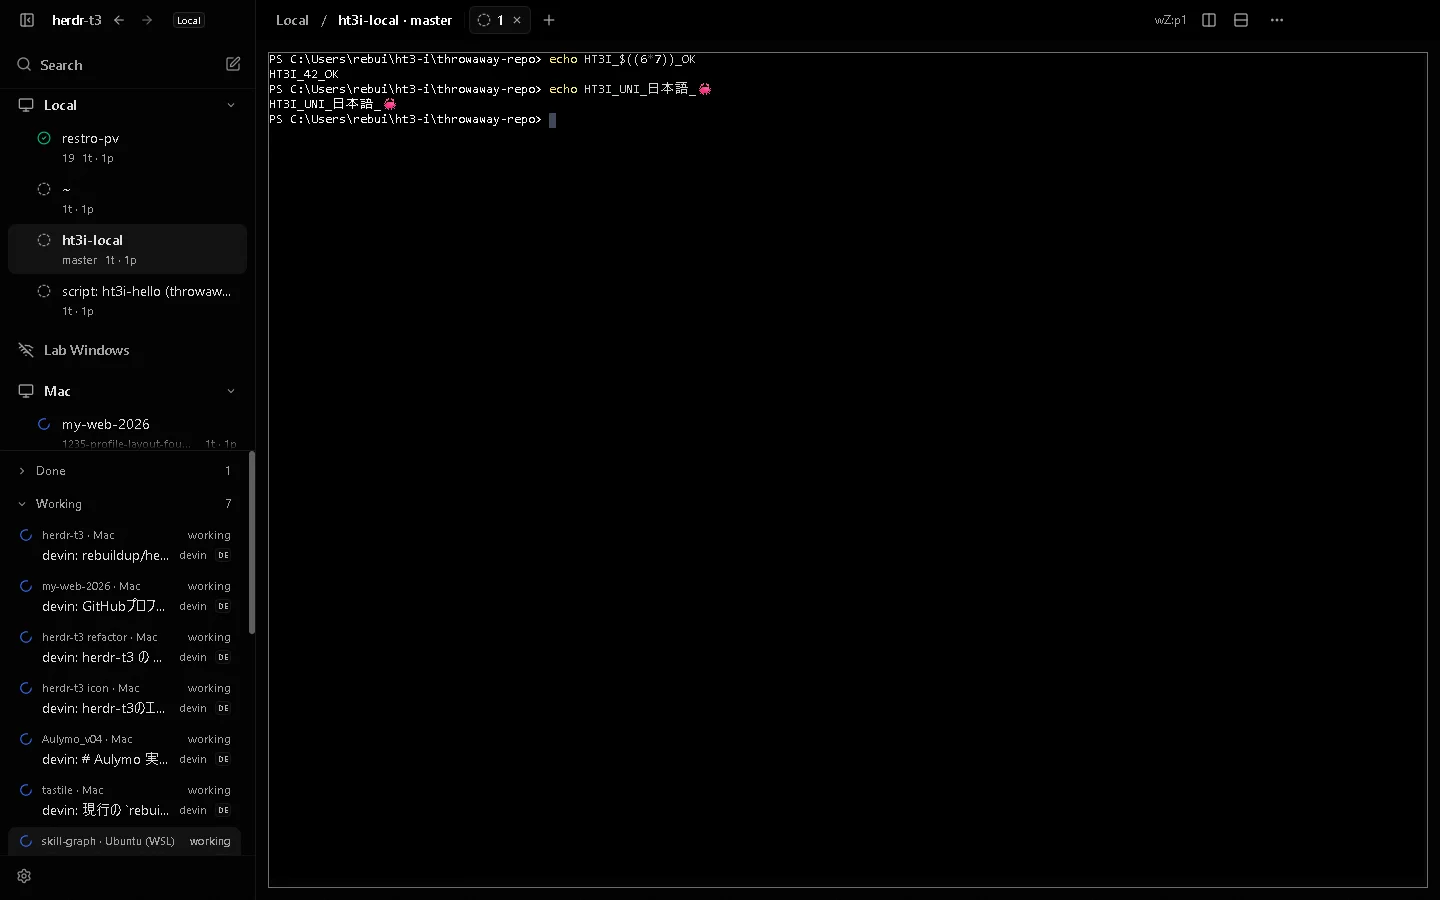 herdr-t3 Local
Local / ht3i-local · master 1 × + wZ:p1
Search
Local
restro-pv
19 1t · 1p
~
1t · 1p
ht3i-local
master 1t · 1p
script: ht3i-hello (throwaw...
1t · 1p
Lab Windows
Mac
my-web-2026
1235-profile-layout-fou... 1t · 1p
Done 1
Working 7
herdr-t3 · Mac working
devin: rebuildup/he... devin DE
my-web-2026 · Mac working
devin: GitHubプロフ... devin DE
herdr-t3 refactor · Mac working
devin: herdr-t3 の ... devin DE
herdr-t3 icon · Mac working
devin: herdr-t3のエ... devin DE
Aulymo_v04 · Mac working
devin: # Aulymo 実... devin DE
tastile · Mac working
devin: 現行の `rebui... devin DE
skill-graph · Ubuntu (WSL) working
PS C:\Users\rebui\ht3-i\throwaway-repo> echo HT3I_$((6*7))_OK
HT3I_42_OK
PS C:\Users\rebui\ht3-i\throwaway-repo> echo HT3I_UNI_日本語_🦀
HT3I_UNI_日本語_🦀
PS C:\Users\rebui\ht3-i\throwaway-repo>